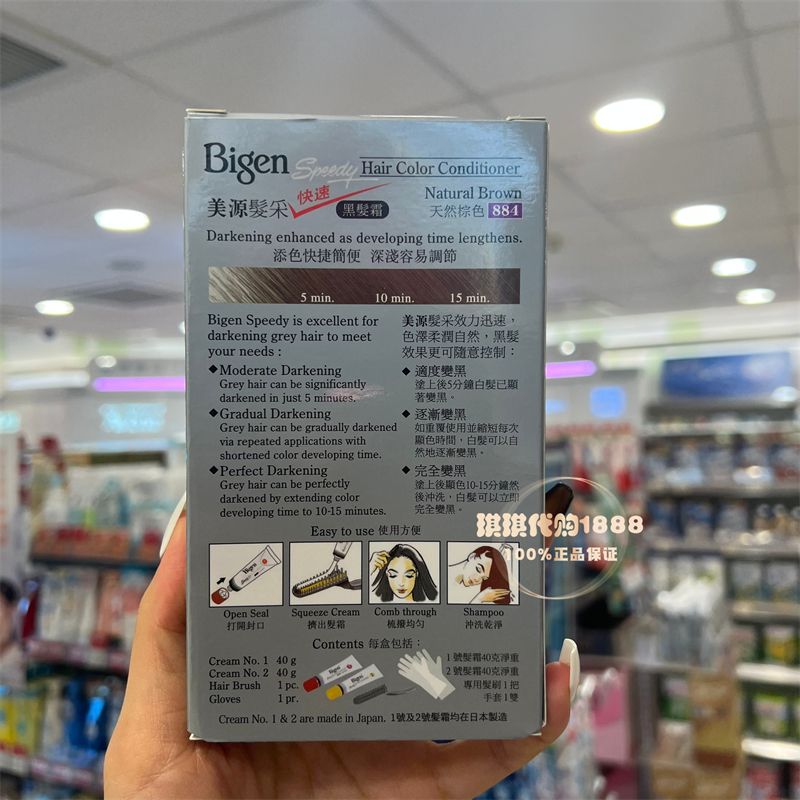 Bigen Speedy Hair Color Conditioner
美源髮采 快速 黑髮霜
Natural Brown
天然棕色 884
Darkening enhanced as developing time lengthens.
添色快捷簡便 深淺容易調節
5 min. 10 min. 15 min.
Bigen Speedy is excellent for
darkening grey hair to meet
your needs :
◆Moderate Darkening
Grey hair can be significantly
darkened in just 5 minutes.
◆Gradual Darkening
Grey hair can be gradually darkened
via repeated applications with
shortened color developing time.
◆Perfect Darkening
Grey hair can be perfectly
darkened by extending color
developing time to 10-15 minutes.
美源髮采效力迅速，
色澤柔潤自然，黑髮
效果更可隨意控制：
◆ 適度變黑
塗上後5分鐘白髮已顯
著變黑。
◆ 逐漸變黑
如重覆使用並縮短每次
顯色時間，白髮可以自
然地逐漸變黑。
◆ 完全變黑
塗上後顯色10-15分鐘然
後沖洗，白髮可以立即
完全變黑。
琪琪代购1888
100%正品保证
Easy to use 使用方便
Bigen
Open Seal
打開封口
Squeeze Cream
擠出髮霜
Comb through
梳撥均勻
Shampoo
沖洗乾淨
Contents 每盒包括：
Cream No. 1 40 g
Cream No. 2 40 g
Hair Brush 1 pc.
Gloves 1 pr.
Bigen
1 號髮霜40克淨重
2 號髮霜40克淨重
專用髮刷 1 把
手套 1 雙
Cream No. 1 & 2 are made in Japan. 1號及2號髮霜均在日本製造